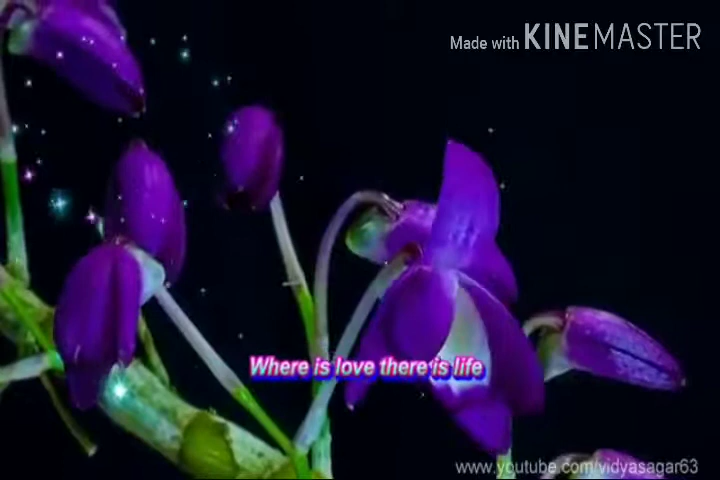 Made with KINEMASTER
Where is love there is life
www.youtube.com/vidyasagar63